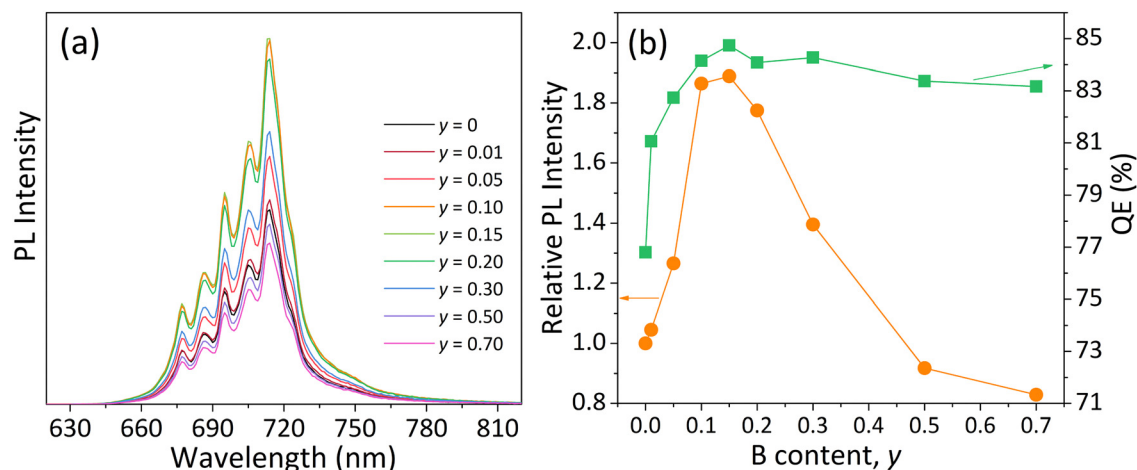 (a)
PL Intensity
y = 0
y = 0.01
y = 0.05
y = 0.10
y = 0.15
y = 0.20
y = 0.30
y = 0.50
y = 0.70
630 660 690 720 750 780 810
Wavelength (nm)
(b)
Relative PL Intensity
2.0
1.8
1.6
1.4
1.2
1.0
0.8
85
83
81
79
77
75
73
71
QE (%)
0.0 0.1 0.2 0.3 0.4 0.5 0.6 0.7
B content, y